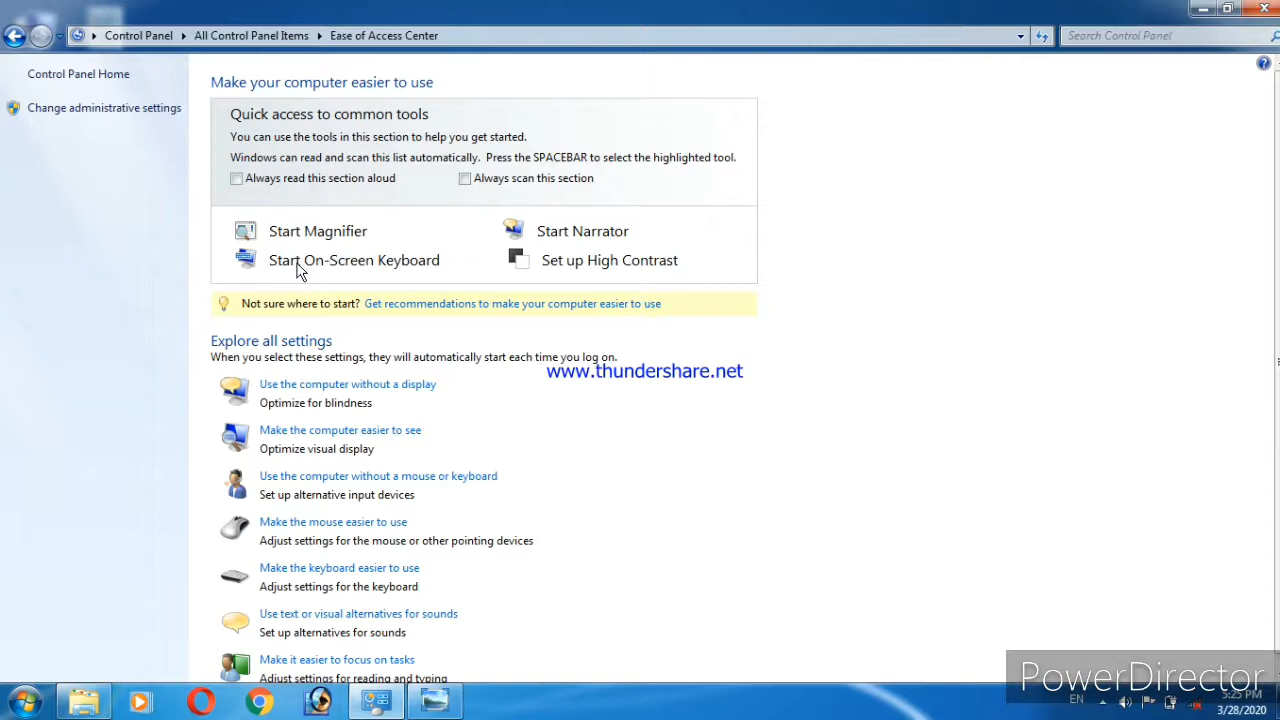 Control Panel
All Control Panel Items
Ease of Access Center
Search Control Panel
Control Panel Home
Change administrative settings
Make your computer easier to use
Quick access to common tools
You can use the tools in this section to help you get started.
Windows can read and scan this list automatically. Press the SPACEBAR to select the highlighted tool.
Always read this section aloud
Always scan this section
Start Magnifier
Start Narrator
Start On-Screen Keyboard
Set up High Contrast
Not sure where to start? Get recommendations to make your computer easier to use
Explore all settings
When you select these settings, they will automatically start each time you log on.
www.thundershare.net
Use the computer without a display
Optimize for blindness
Make the computer easier to see
Optimize visual display
Use the computer without a mouse or keyboard
Set up alternative input devices
Make the mouse easier to use
Adjust settings for the mouse or other pointing devices
Make the keyboard easier to use
Adjust settings for the keyboard
Use text or visual alternatives for sounds
Set up alternatives for sounds
Make it easier to focus on tasks
Adjust settings for reading and typing
PowerDirector
EN
5:25 PM
3/28/2020